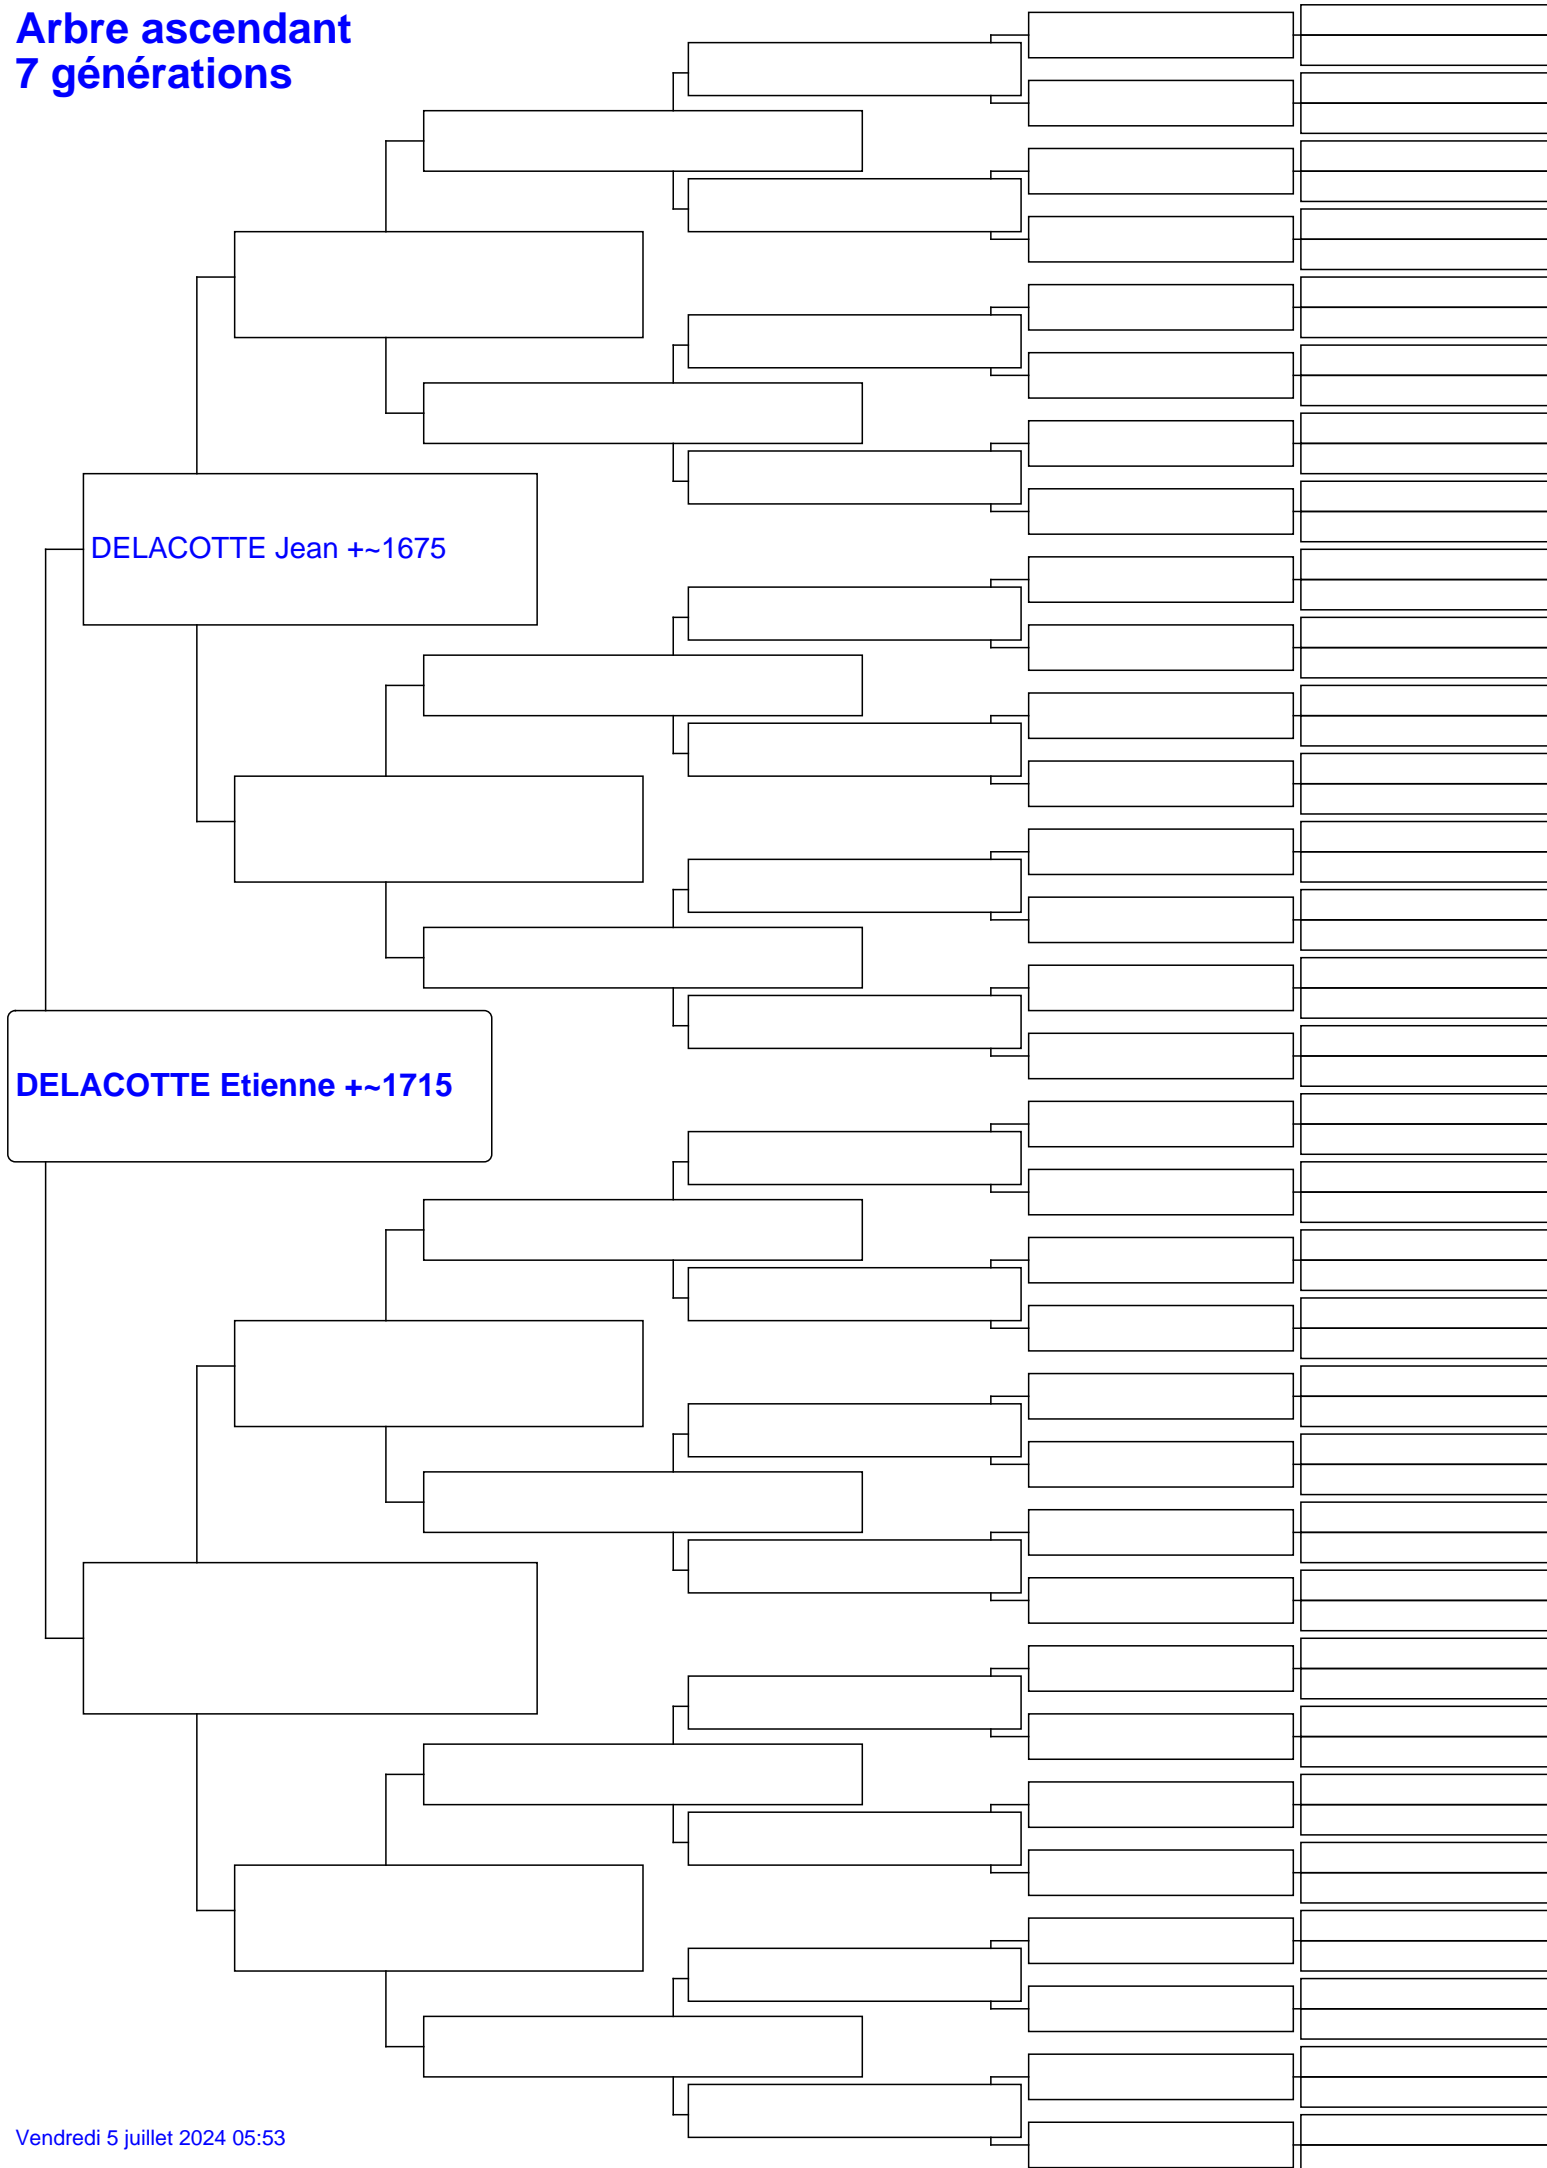 Arbre ascendant
7 générations
DELACOTTE Jean +~1675
DELACOTTE Etienne +~1715
Vendredi 5 juillet 2024 05:53